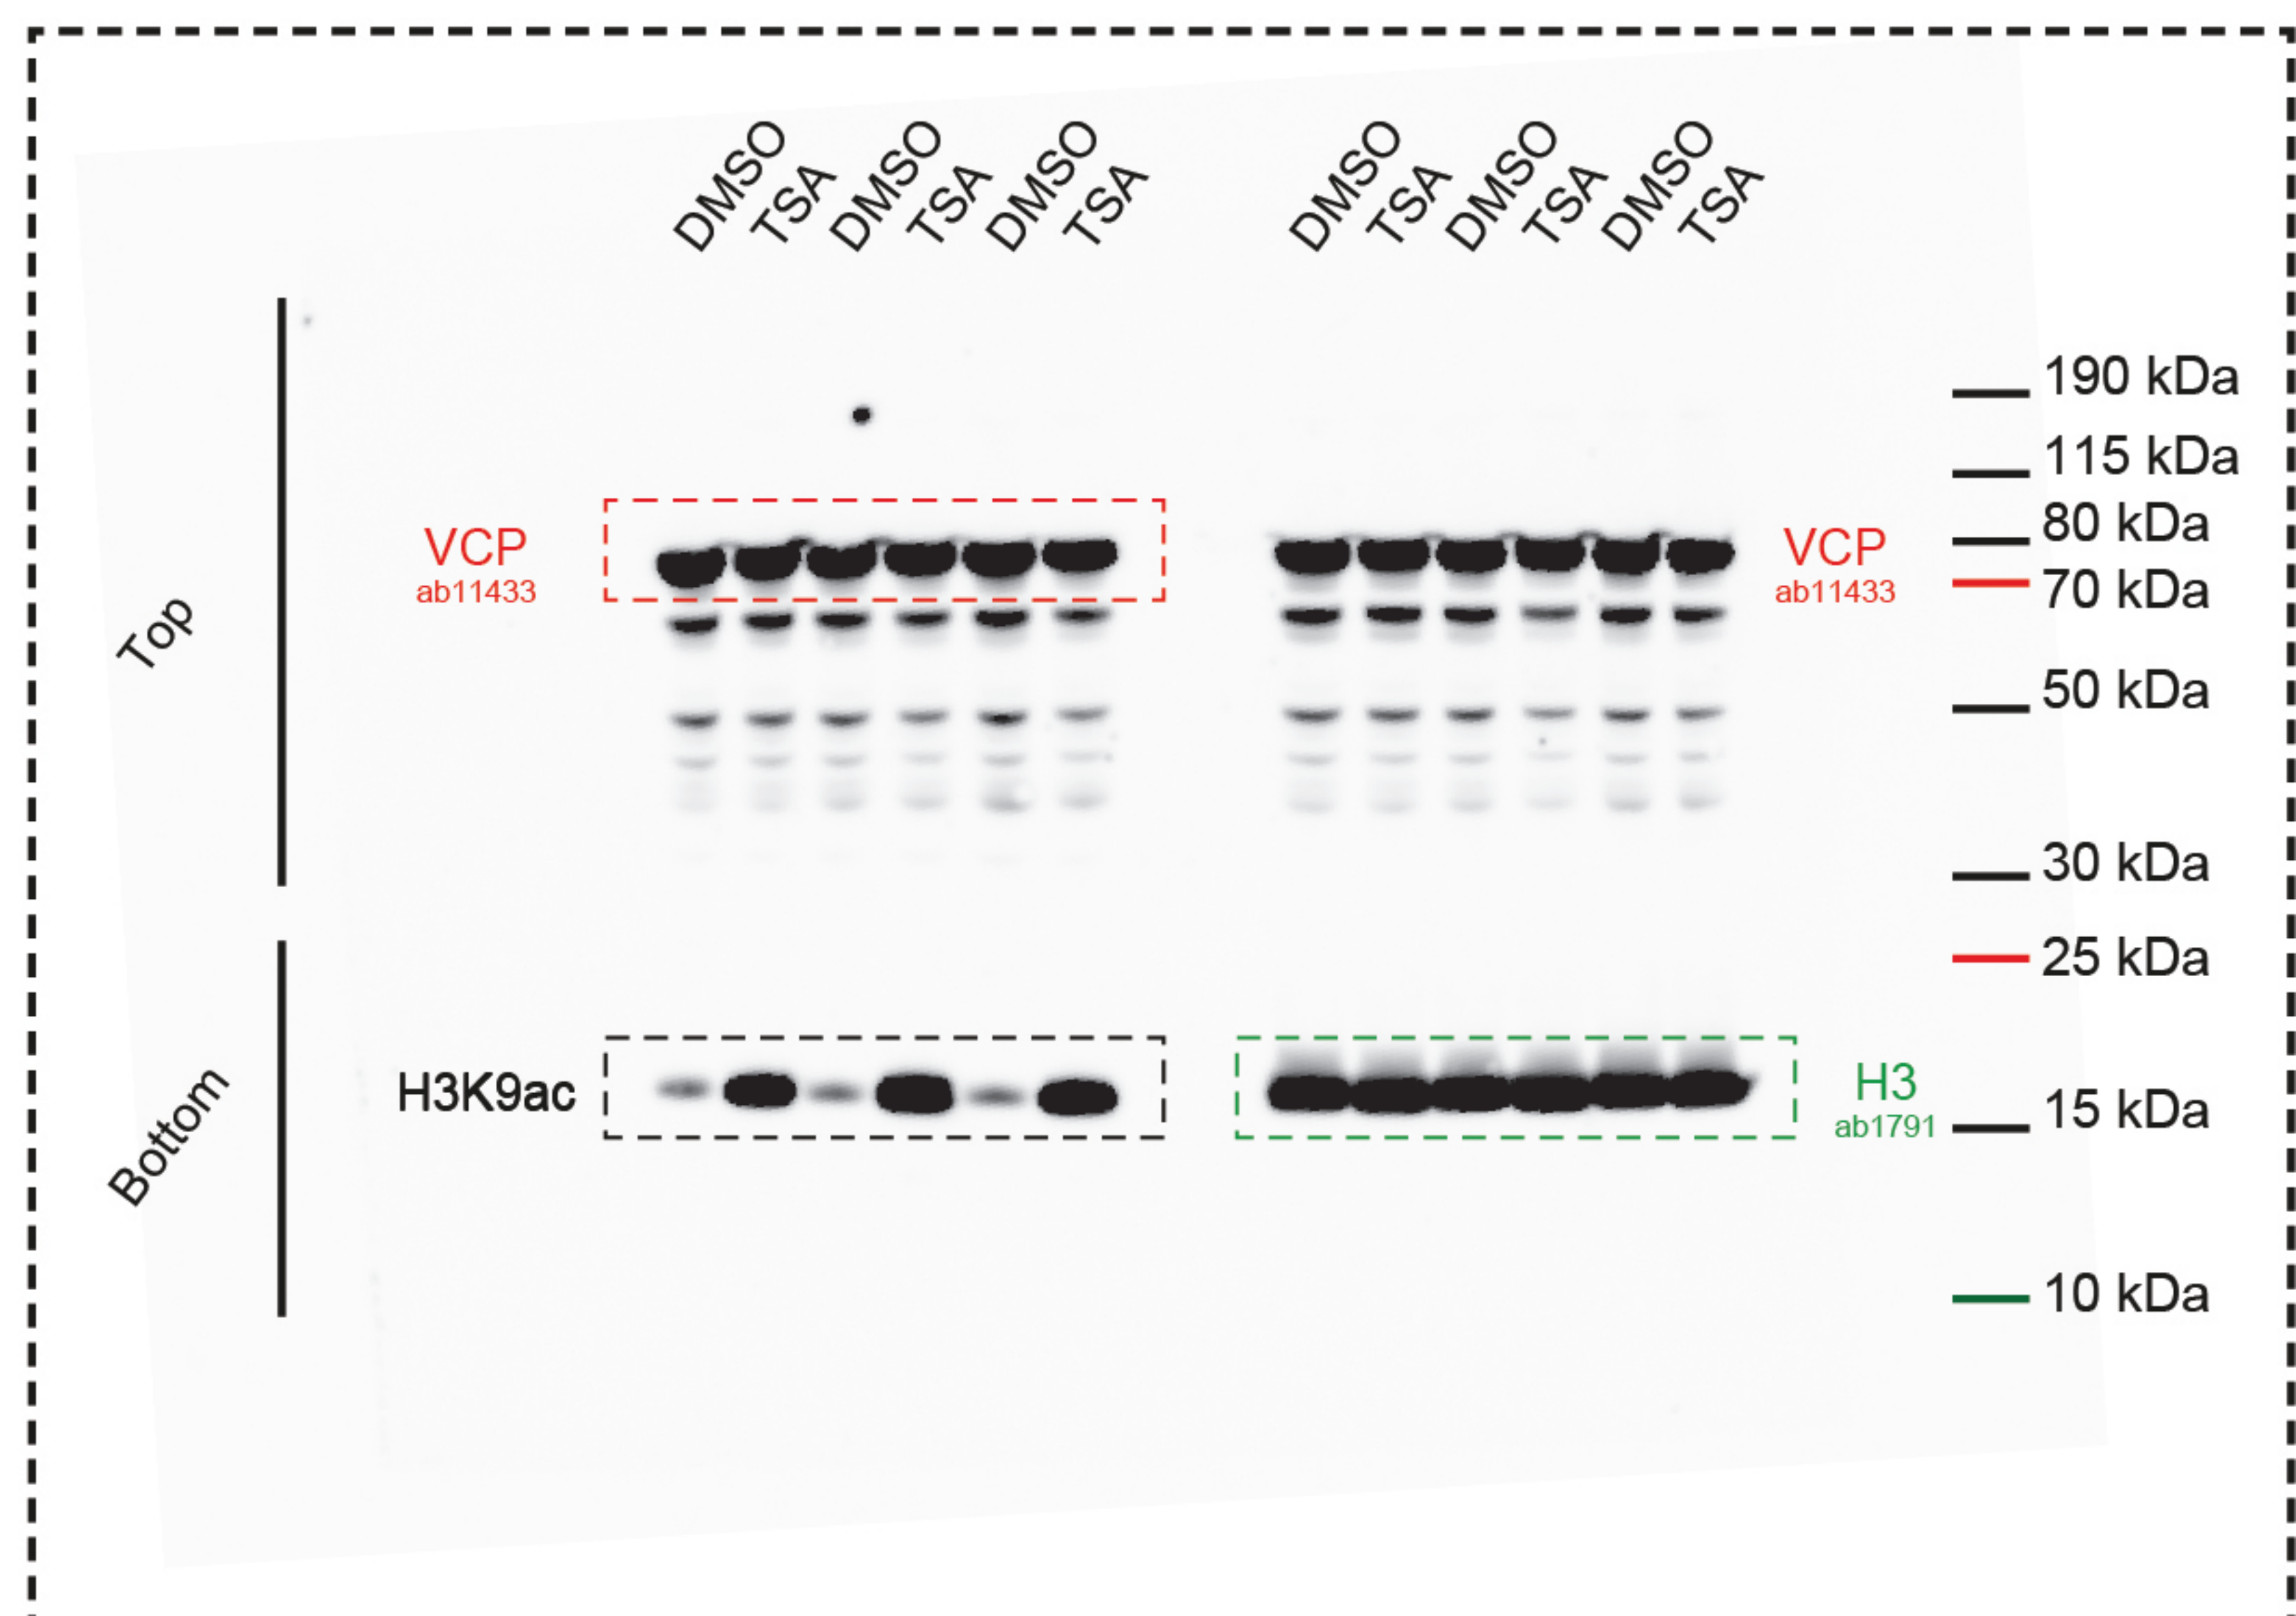 DMSO
TSA
DMSO
TSA
DMSO
TSA
DMSO
TSA
DMSO
TSA
DMSO
TSA
Top
VCP
ab11433
VCP
ab11433
190 kDa
115 kDa
80 kDa
70 kDa
50 kDa
30 kDa
25 kDa
Bottom
H3K9ac
H3
ab1791
15 kDa
10 kDa